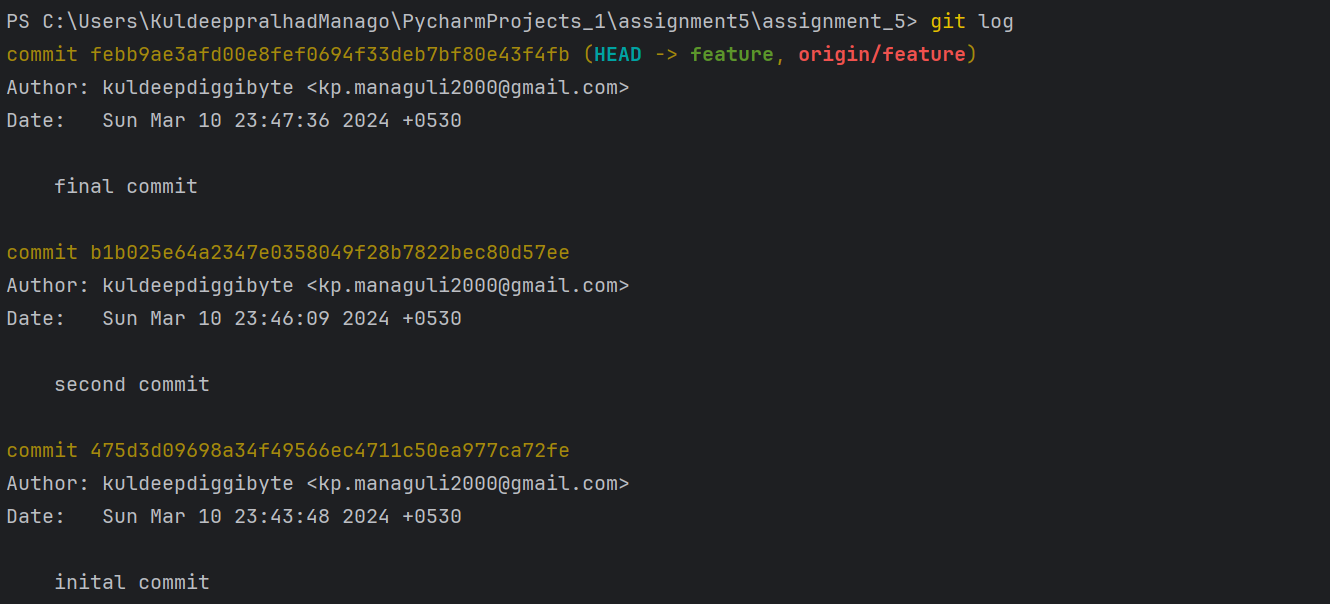 PS C:\Users\KuldeeppralhadManago\PycharmProjects_1\assignment5\assignment_5> git log
commit febb9ae3afd00e8fef0694f33deb7bf80e43f4fb (HEAD -> feature, origin/feature)
Author: kuldeepdiggibyte <kp.managuli2000@gmail.com>
Date:   Sun Mar 10 23:47:36 2024 +0530
    final commit
commit b1b025e64a2347e0358049f28b7822bec80d57ee
Author: kuldeepdiggibyte <kp.managuli2000@gmail.com>
Date:   Sun Mar 10 23:46:09 2024 +0530
    second commit
commit 475d3d09698a34f49566ec4711c50ea977ca72fe
Author: kuldeepdiggibyte <kp.managuli2000@gmail.com>
Date:   Sun Mar 10 23:43:48 2024 +0530
    inital commit